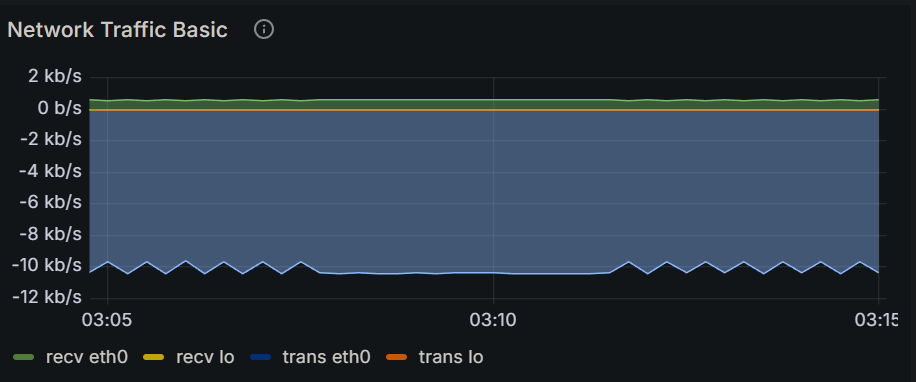 Network Traffic Basic
2 kb/s
0 b/s
-2 kb/s
-4 kb/s
-6 kb/s
-8 kb/s
-10 kb/s
-12 kb/s
03:05 03:10 03:15
recv eth0 recv lo trans eth0 trans lo